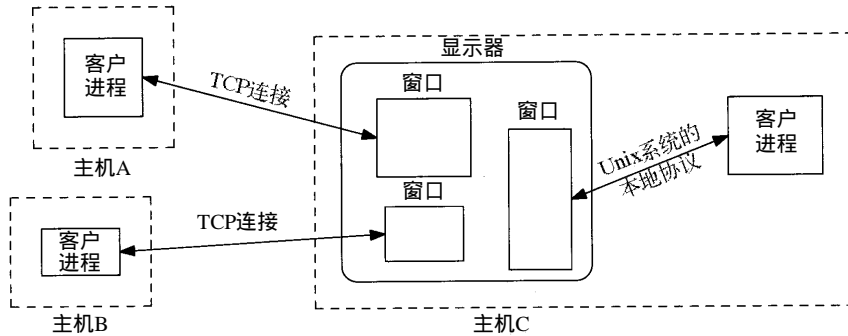 客户
进程
主机A
TCP连接
显示器
窗口
窗口
窗口
Unix系统的
本地协议
客户
进程
客户
进程
TCP连接
主机B
主机C